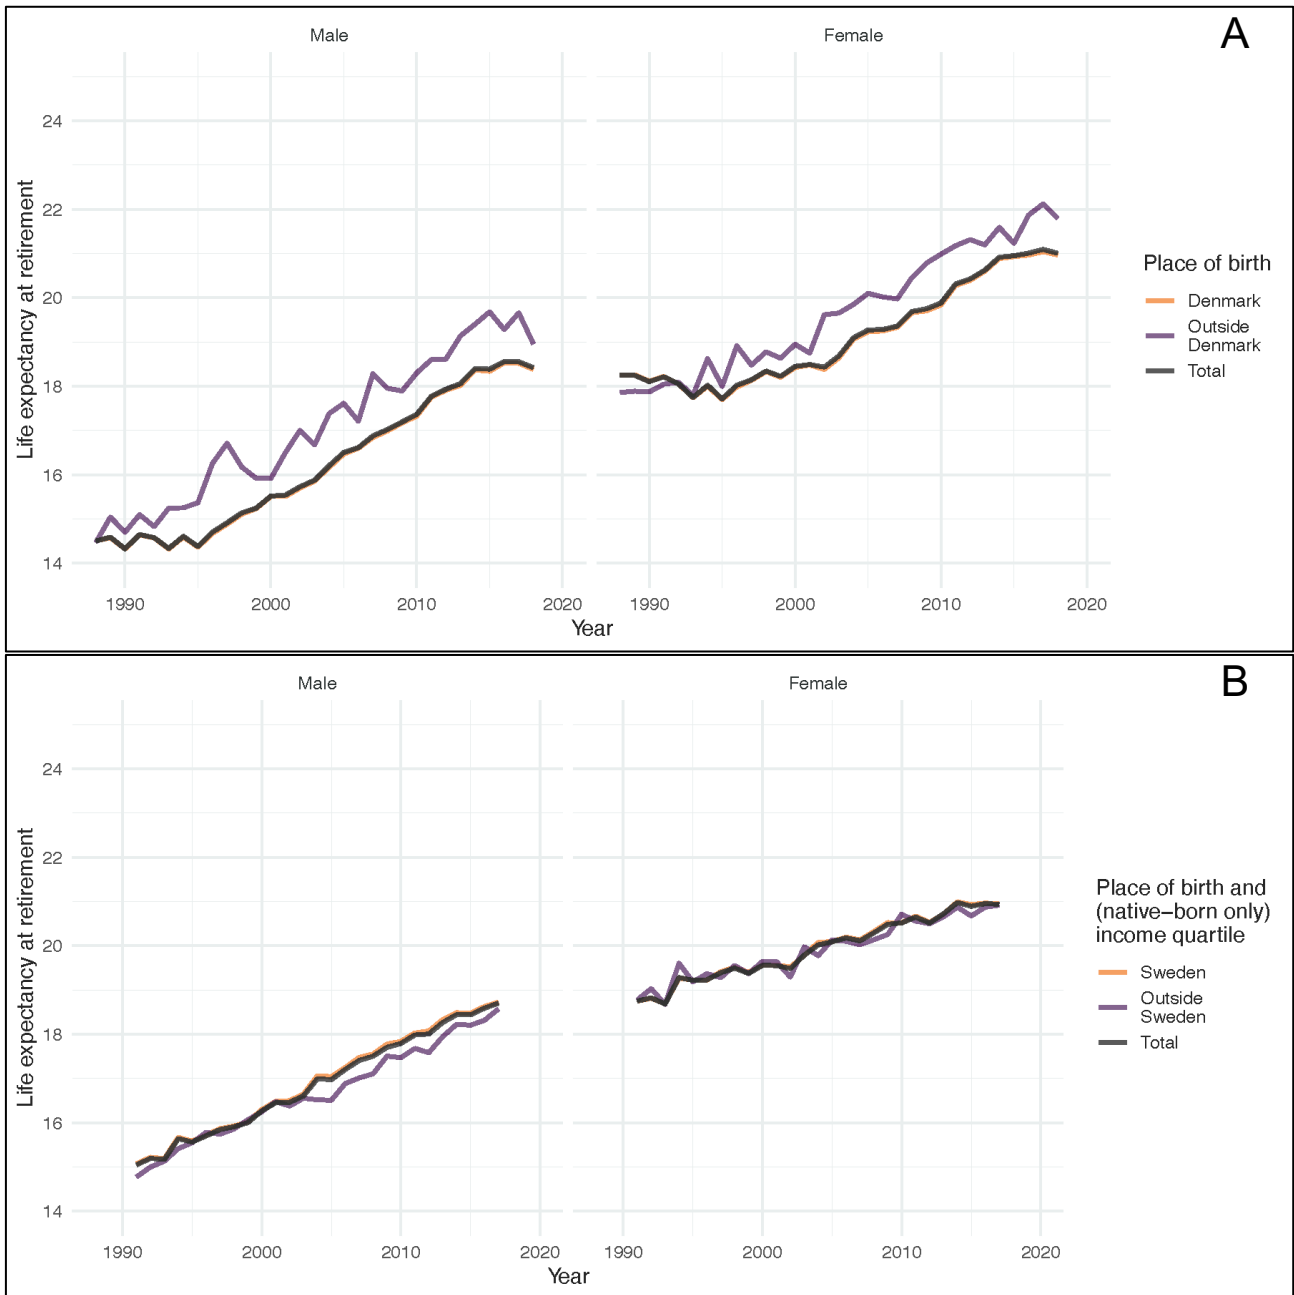 A
Male
Female
Life expectancy at retirement
24
22
20
18
16
14
1990
2000
2010
2020
1990
2000
2010
2020
Year
Place of birth
Denmark
Outside
Denmark
Total
B
Male
Female
Life expectancy at retirement
24
22
20
18
16
14
1990
2000
2010
2020
1990
2000
2010
2020
Year
Place of birth and
(native−born only)
income quartile
Sweden
Outside
Sweden
Total